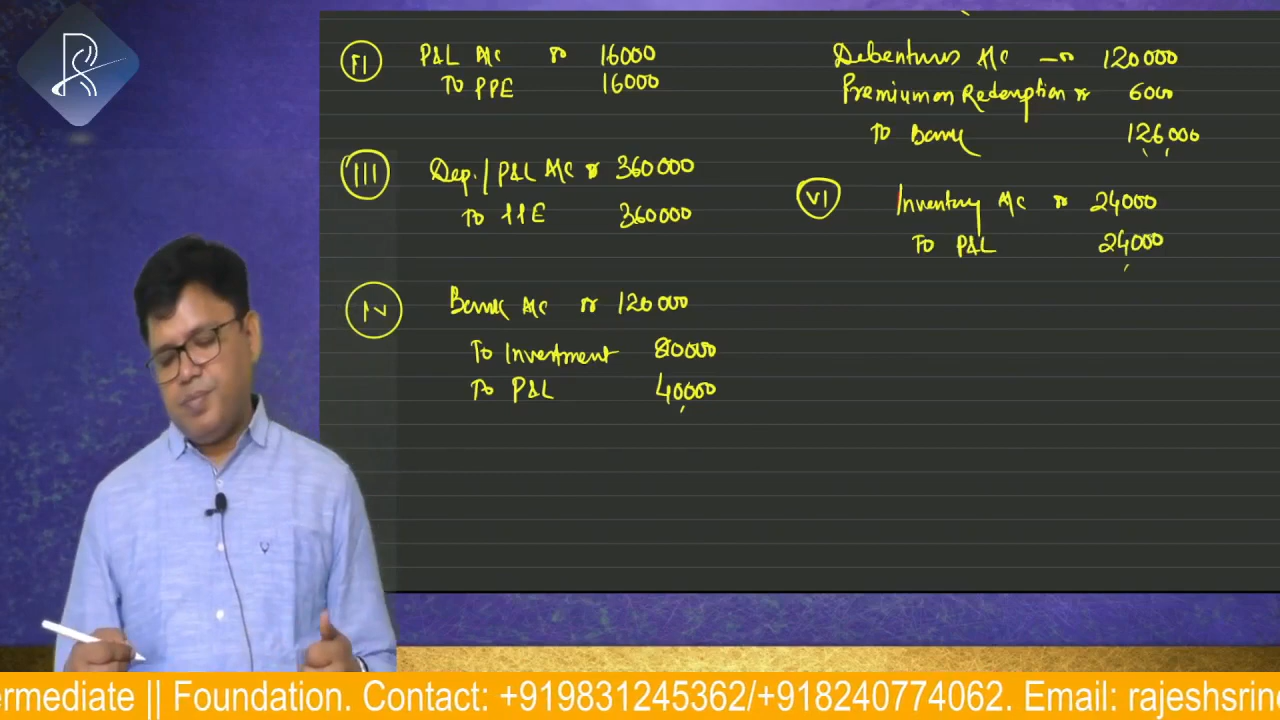 RS
II P&L A/c Dr 16000
To PPE 16000
III Dep./P&L A/c Dr 360000
To PPE 360000
IV Bank A/c Dr 120000
To Investment 80000
To P&L 40000
Debentures A/c — Dr 120000
Premium on Redemption Dr 6000
To Bank 126000
VI Inventory A/c Dr 24000
To P&L 24000
ermediate || Foundation. Contact: +919831245362/+918240774062. Email: rajeshsrinc